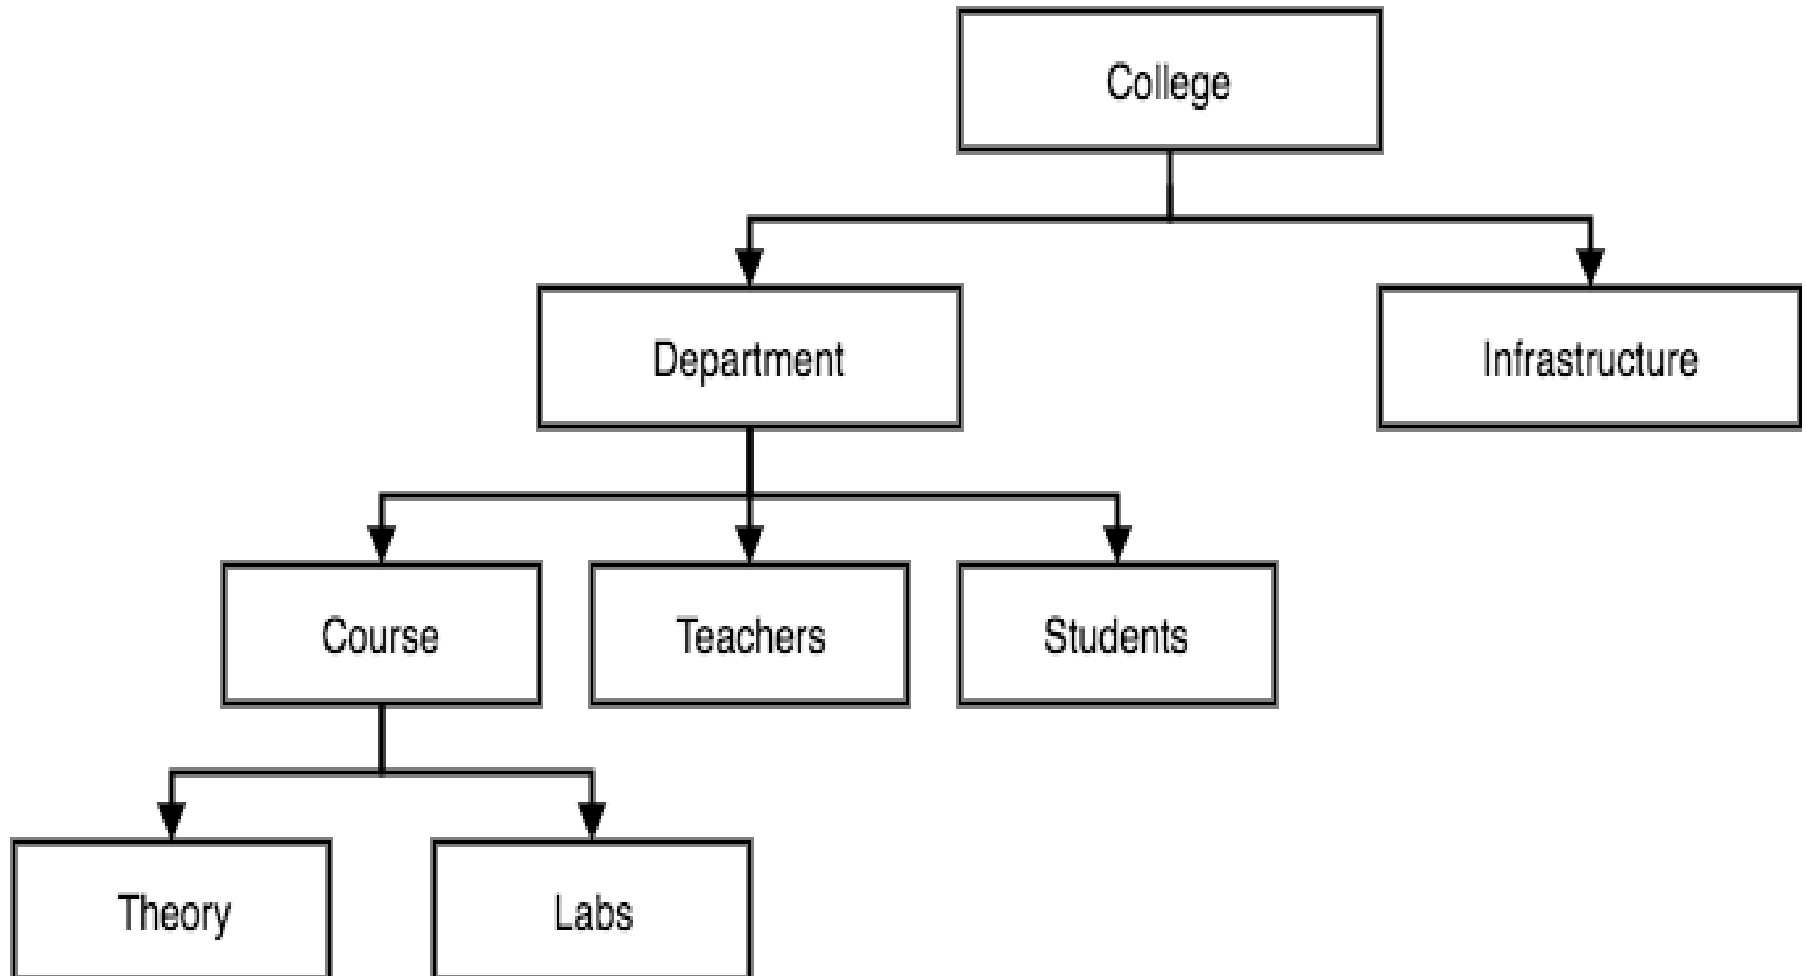 College
Department
Infrastructure
Course
Teachers
Students
Theory
Labs